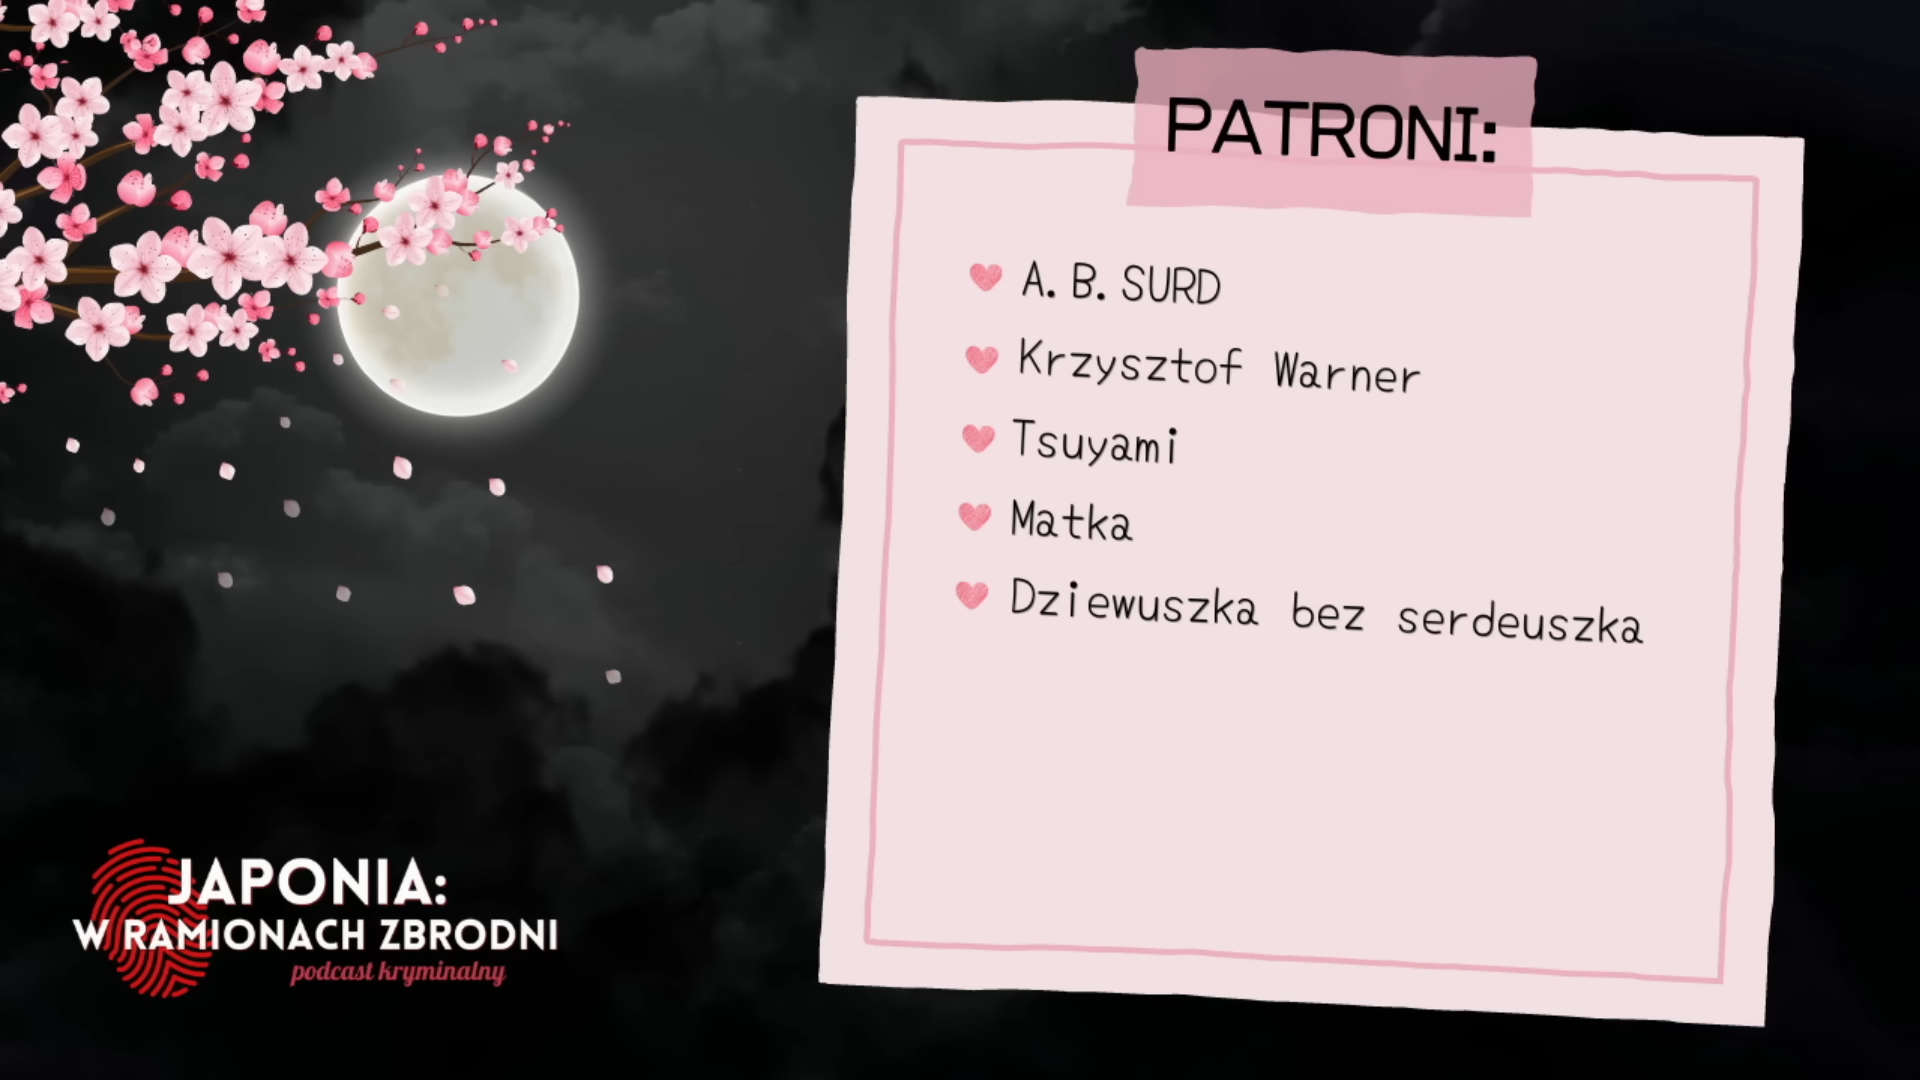 PATRONI:
A. B. SURD
Krzysztof Warner
Tsuyami
Matka
Dziewuszka bez serdeuszka
JAPONIA:
W RAMIONACH ZBRODNI
podcast kryminalny